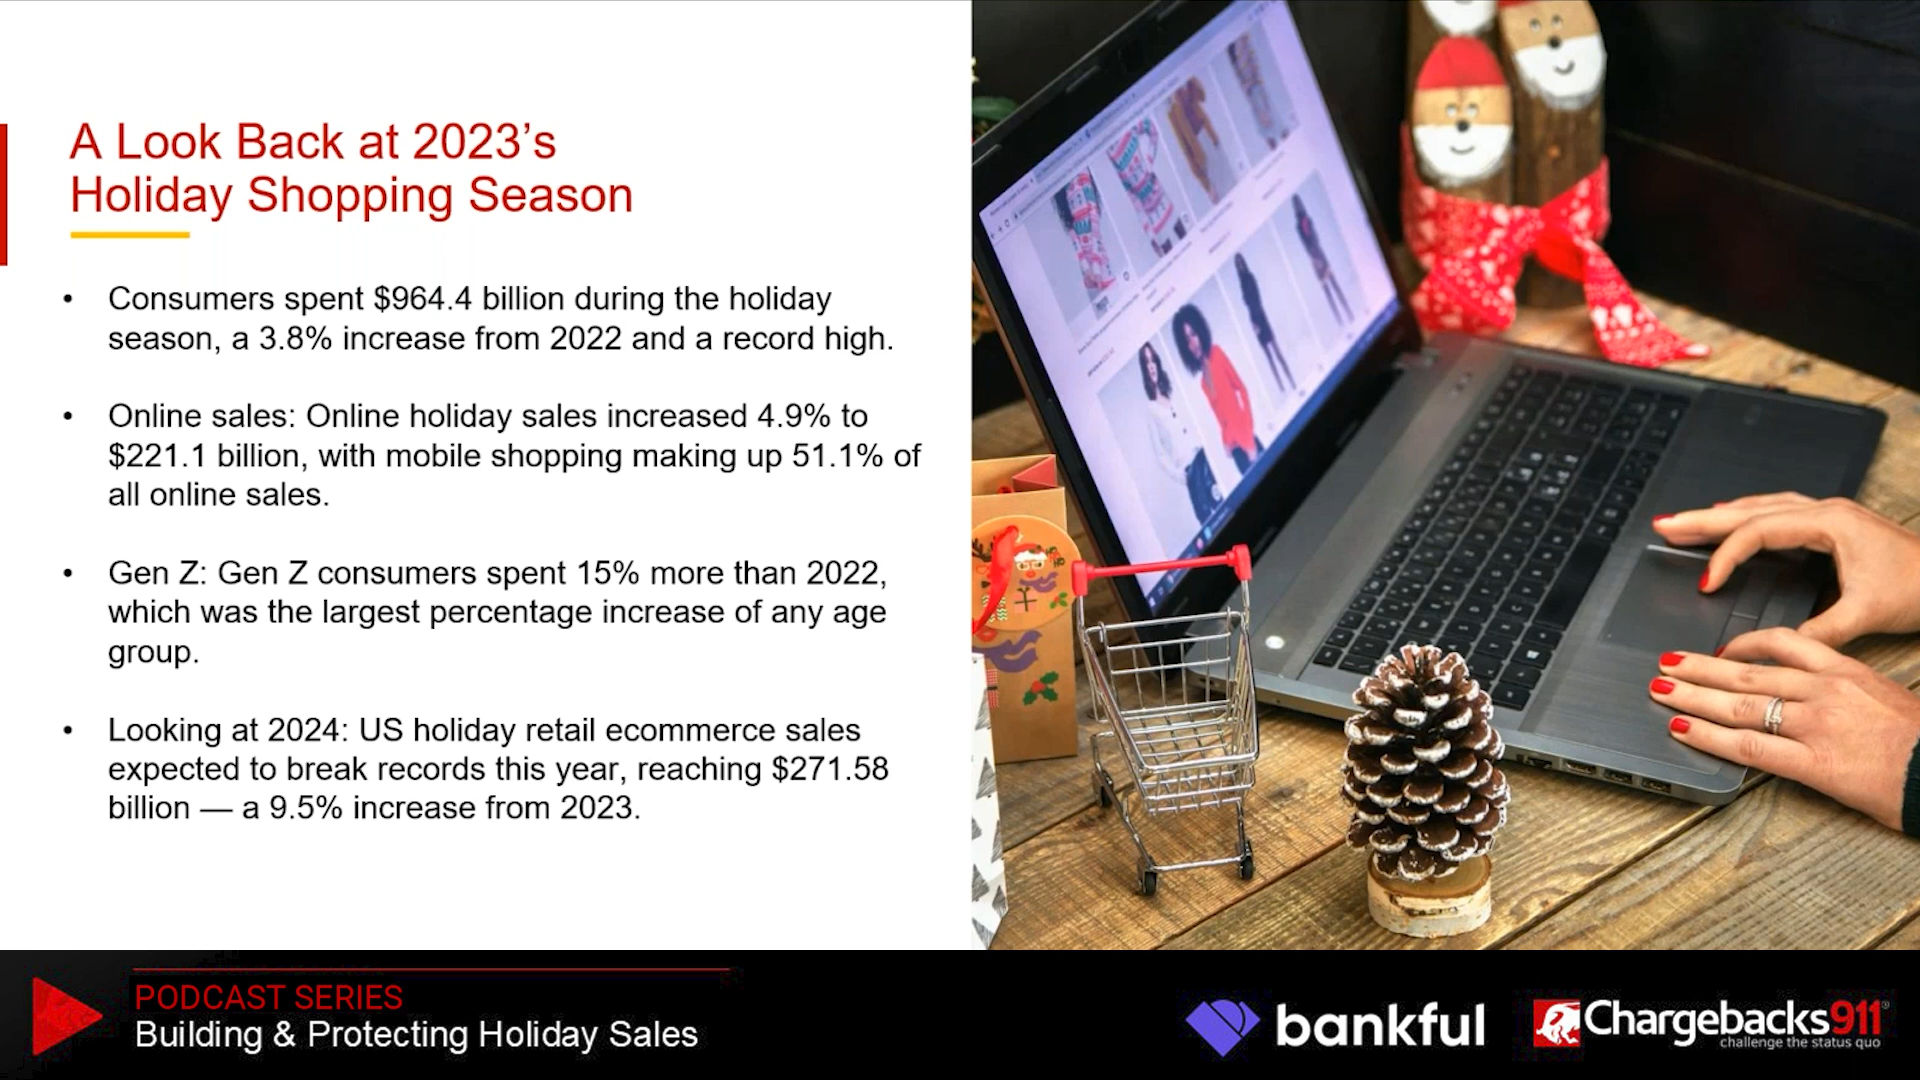 A Look Back at 2023’s
Holiday Shopping Season
• Consumers spent $964.4 billion during the holiday
season, a 3.8% increase from 2022 and a record high.
• Online sales: Online holiday sales increased 4.9% to
$221.1 billion, with mobile shopping making up 51.1% of
all online sales.
• Gen Z: Gen Z consumers spent 15% more than 2022,
which was the largest percentage increase of any age
group.
• Looking at 2024: US holiday retail ecommerce sales
expected to break records this year, reaching $271.58
billion — a 9.5% increase from 2023.
PODCAST SERIES
Building & Protecting Holiday Sales
bankful
Chargebacks911®
challenge the status quo